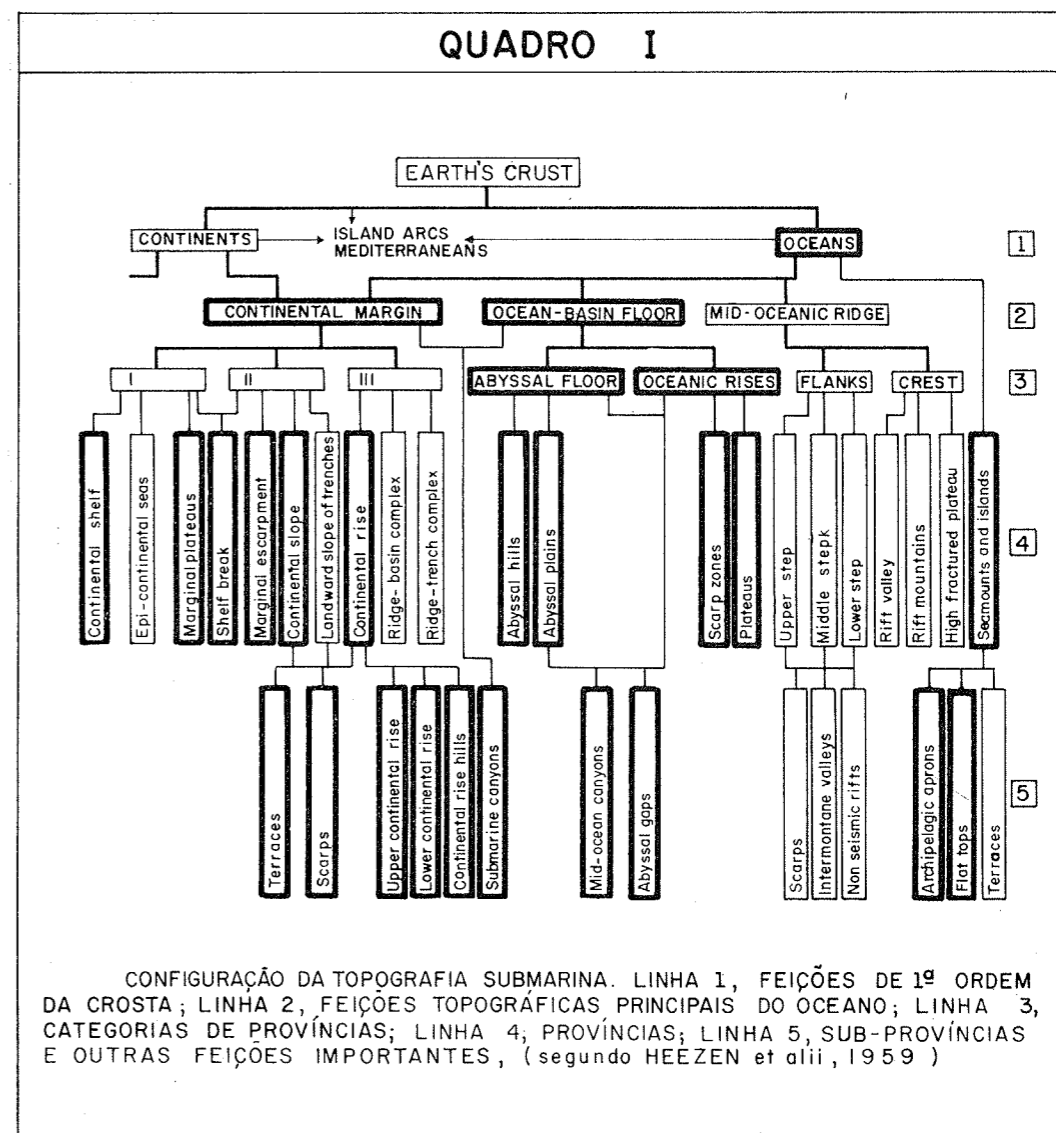 QUADRO I
EARTH'S CRUST
CONTINENTS
ISLAND ARCS
MEDITERRANEANS
OCEANS
1
CONTINENTAL MARGIN
OCEAN-BASIN FLOOR
MID-OCEANIC RIDGE
2
I
II
III
ABYSSAL FLOOR
OCEANIC RISES
FLANKS
CREST
3
Continental shelf
Epi-continental seas
Marginal plateaus
Shelf break
Marginal escarpment
Continental slope
Landward slope of trenches
Continental rise
Ridge-basin complex
Ridge-trench complex
Abyssal hills
Abyssal plains
Scarp zones
Plateaus
Upper step
Middle stepk
Lower step
Rift valley
Rift mountains
High fractured plateau
Seamounts and islands
4
Terraces
Scarps
Upper continental rise
Lower continental rise
Continental rise hills
Submarine canyons
Mid-ocean canyons
Abyssal gaps
Scarps
Intermontane valleys
Non seismic rifts
Archipelagic aprons
Flat tops
Terraces
5
CONFIGURAÇÃO DA TOPOGRAFIA SUBMARINA. LINHA 1, FEIÇÕES DE 1ª ORDEM
DA CROSTA; LINHA 2, FEIÇÕES TOPOGRÁFICAS PRINCIPAIS DO OCEANO; LINHA 3,
CATEGORIAS DE PROVÍNCIAS; LINHA 4, PROVÍNCIAS; LINHA 5, SUB-PROVÍNCIAS
E OUTRAS FEIÇÕES IMPORTANTES, (segundo HEEZEN et alii, 1959)